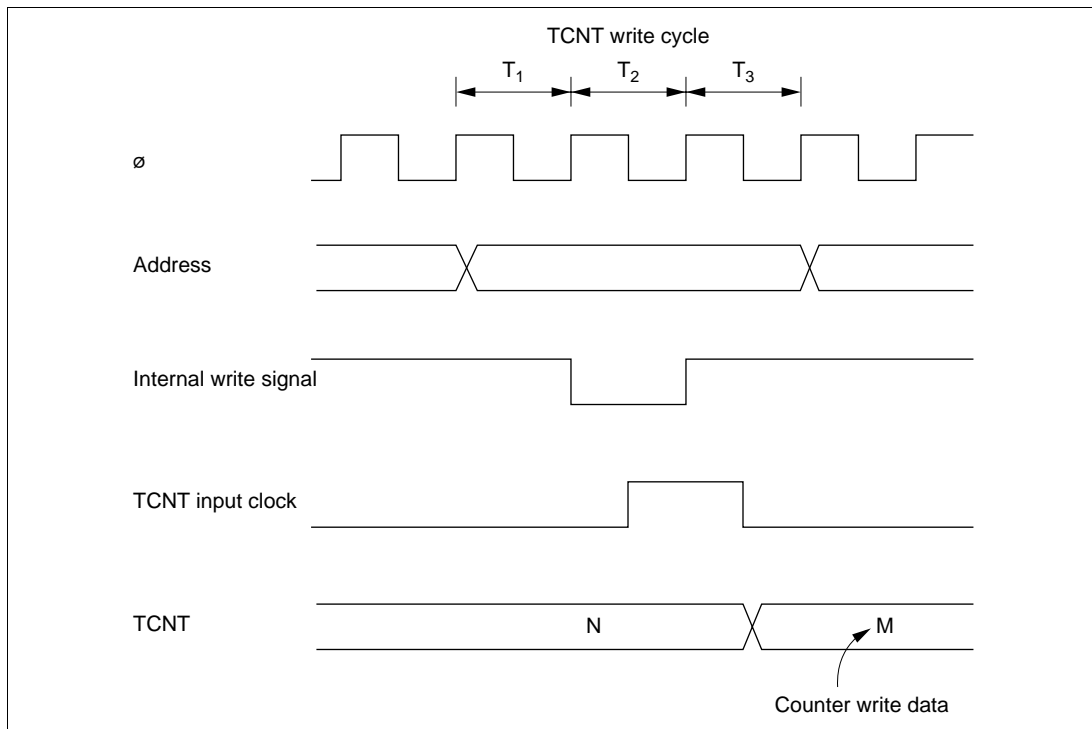 TCNT write cycle
T1 T2 T3
ø
Address
Internal write signal
TCNT input clock
TCNT N M
Counter write data